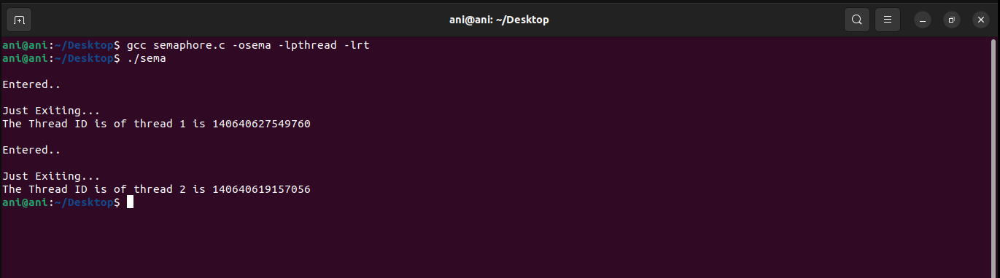 ani@ani: ~/Desktop
ani@ani:~/Desktop$ gcc semaphore.c -osema -lpthread -lrt
ani@ani:~/Desktop$ ./sema
Entered..
Just Exiting...
The Thread ID is of thread 1 is 140640627549760
Entered..
Just Exiting...
The Thread ID is of thread 2 is 140640619157056
ani@ani:~/Desktop$